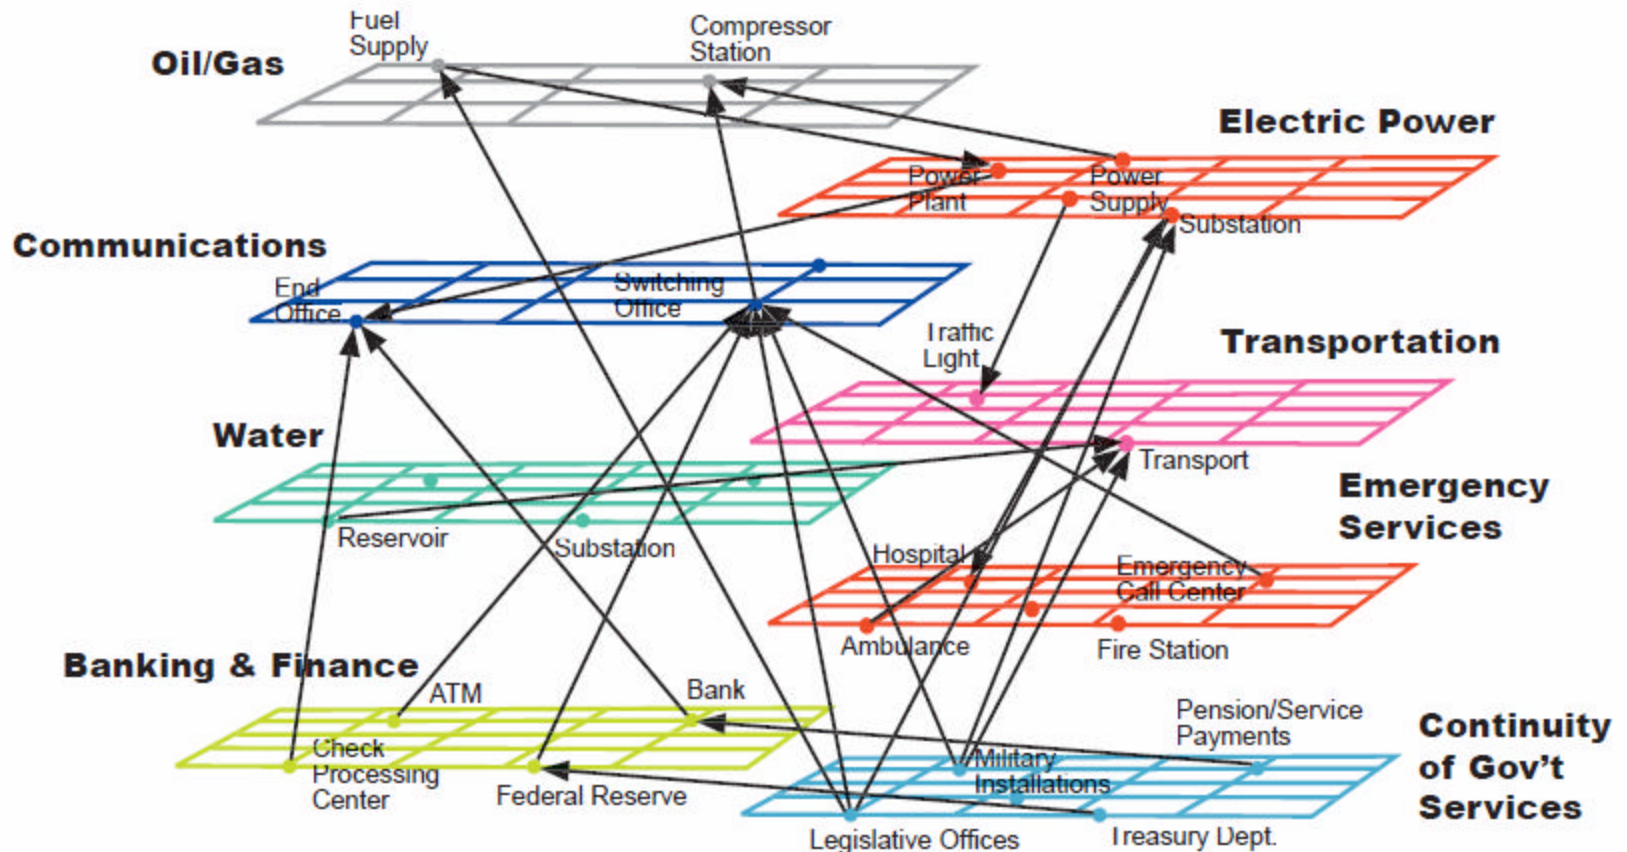 Fuel
Supply
Compressor
Station
Oil/Gas
Electric Power
Power
Plant
Power
Supply
Substation
Communications
End
Office
Switching
Office
Traffic
Light
Transportation
Water
Transport
Reservoir
Substation
Emergency
Services
Hospital
Emergency
Call Center
Ambulance
Fire Station
Banking & Finance
ATM
Bank
Check
Processing
Center
Federal Reserve
Pension/Service
Payments
Continuity
of Gov't
Services
Military
Installations
Legislative Offices
Treasury Dept.